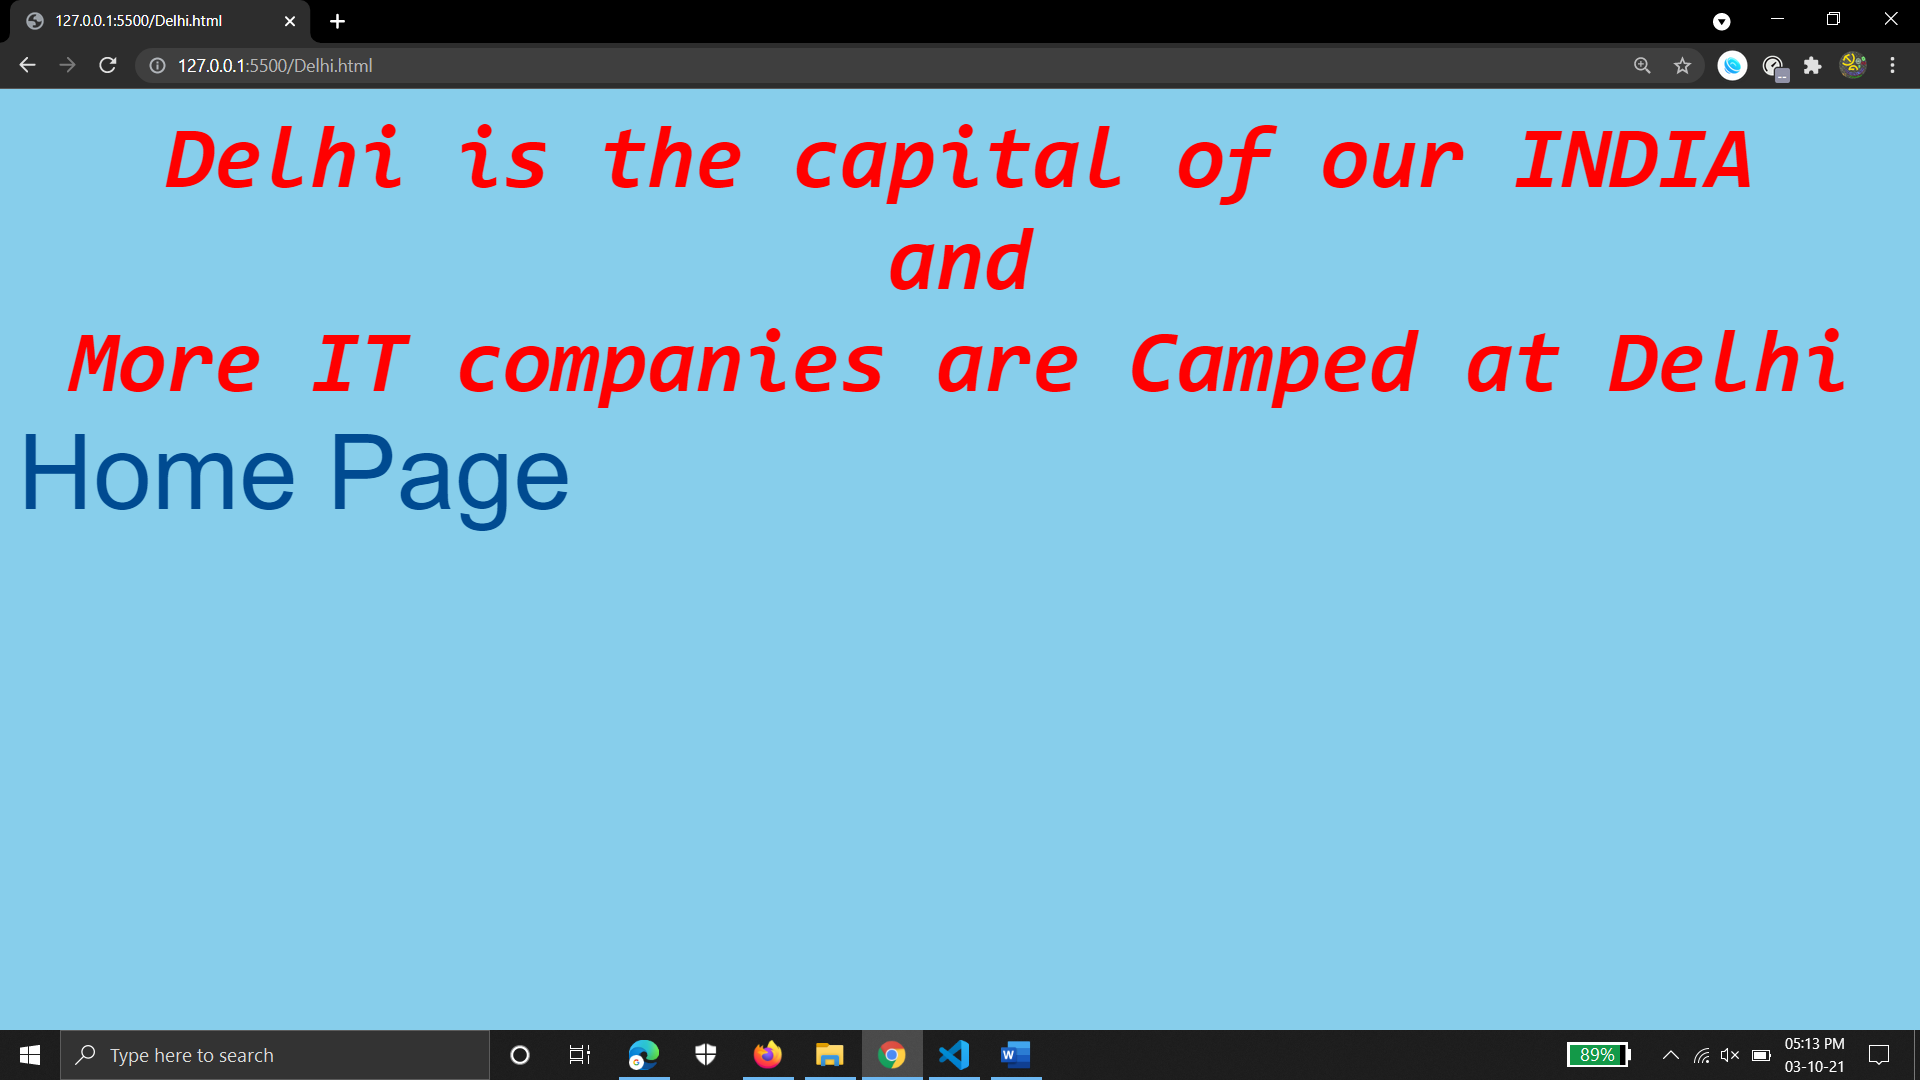 127.0.0.1:5500/Delhi.html
127.0.0.1:5500/Delhi.html
Delhi is the capital of our INDIA
and
More IT companies are Camped at Delhi
Home Page
Type here to search
89%
05:13 PM
03-10-21